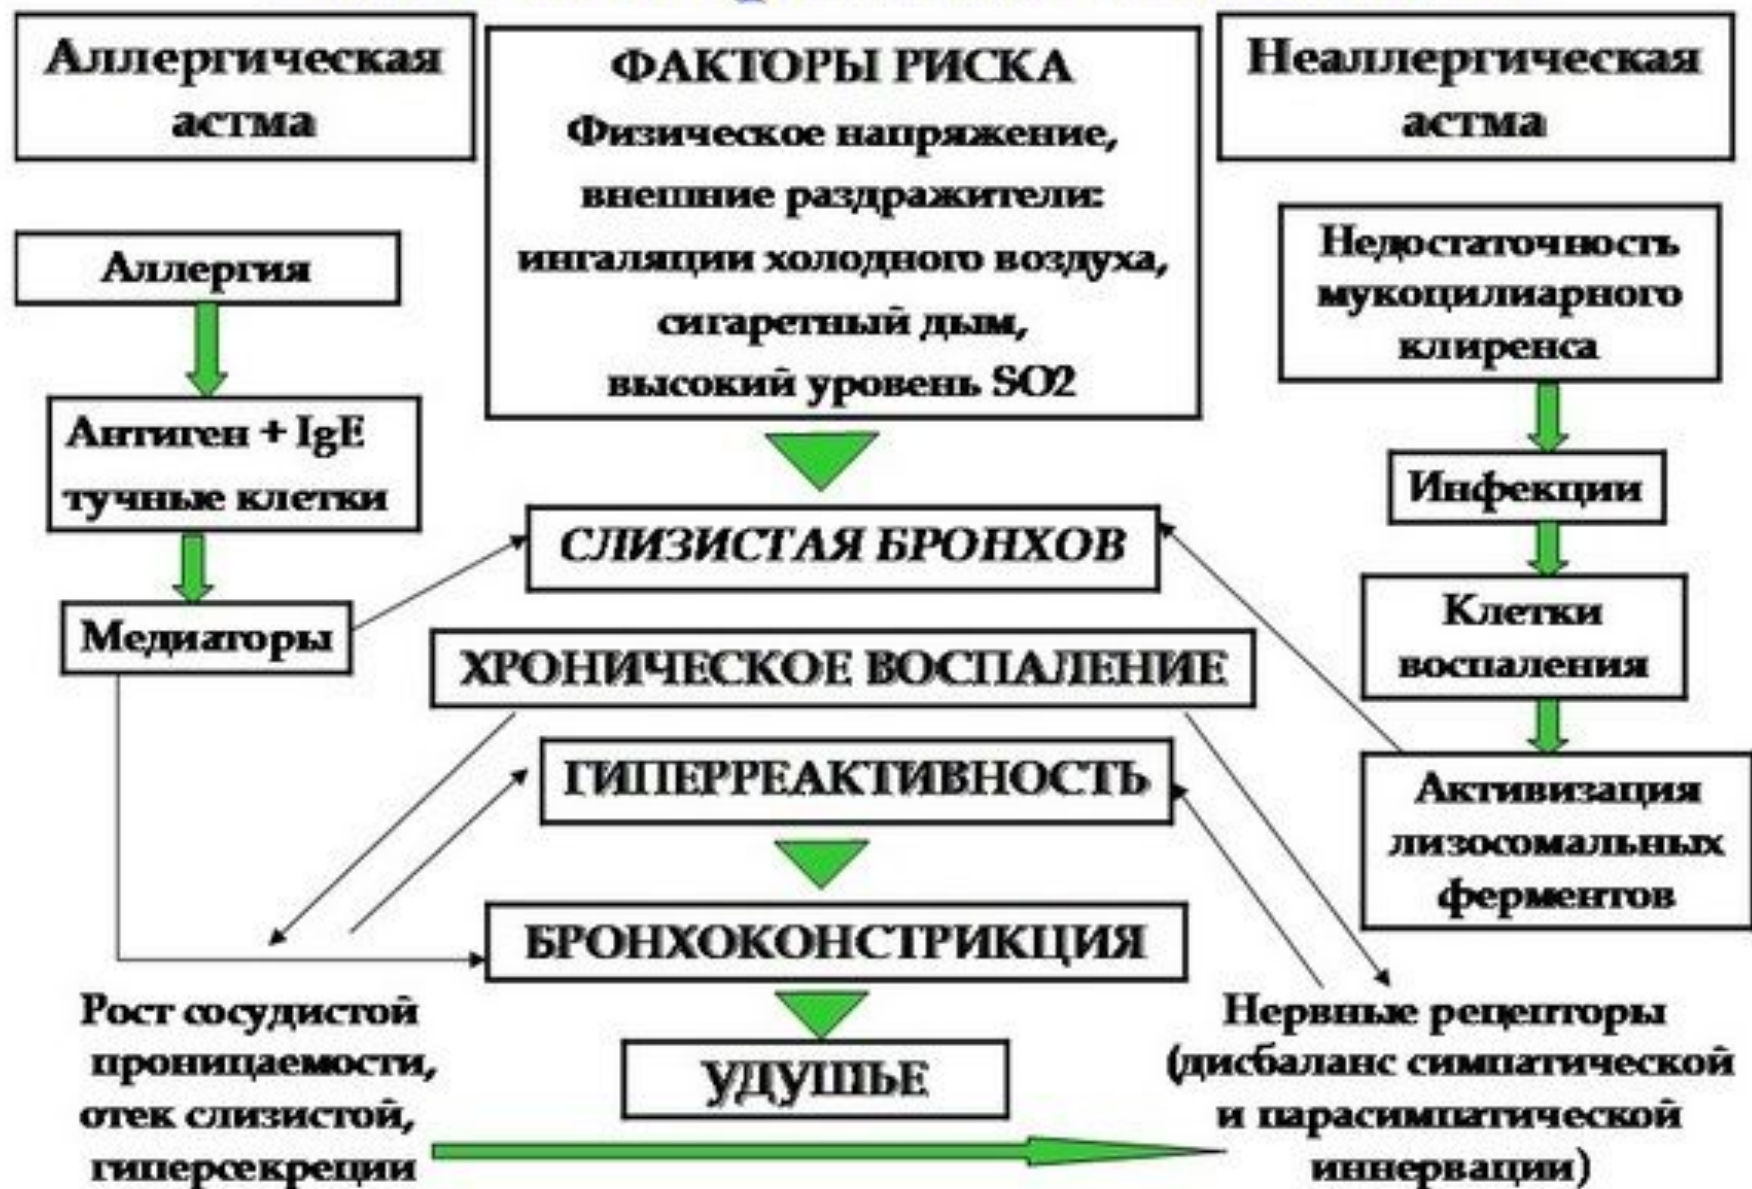 Аллергическая
астма
ФАКТОРЫ РИСКА
Физическое напряжение,
внешние раздражители:
ингаляции холодного воздуха,
сигаретный дым,
высокий уровень SO2
Неаллергическая
астма
Аллергия
Антиген + IgE
тучные клетки
Медиаторы
Недостаточность
мукоцилиарного
клиренса
Инфекции
Клетки
воспаления
Активизация
лизосомальных
ферментов
СЛИЗИСТАЯ БРОНХОВ
ХРОНИЧЕСКОЕ ВОСПАЛЕНИЕ
ГИПЕРРЕАКТИВНОСТЬ
БРОНХОКОНСТРИКЦИЯ
УДУШЬЕ
Рост сосудистой
проницаемости,
отек слизистой,
гиперсекреции
Нервные рецепторы
(дисбаланс симпатической
и парасимпатической
иннервации)